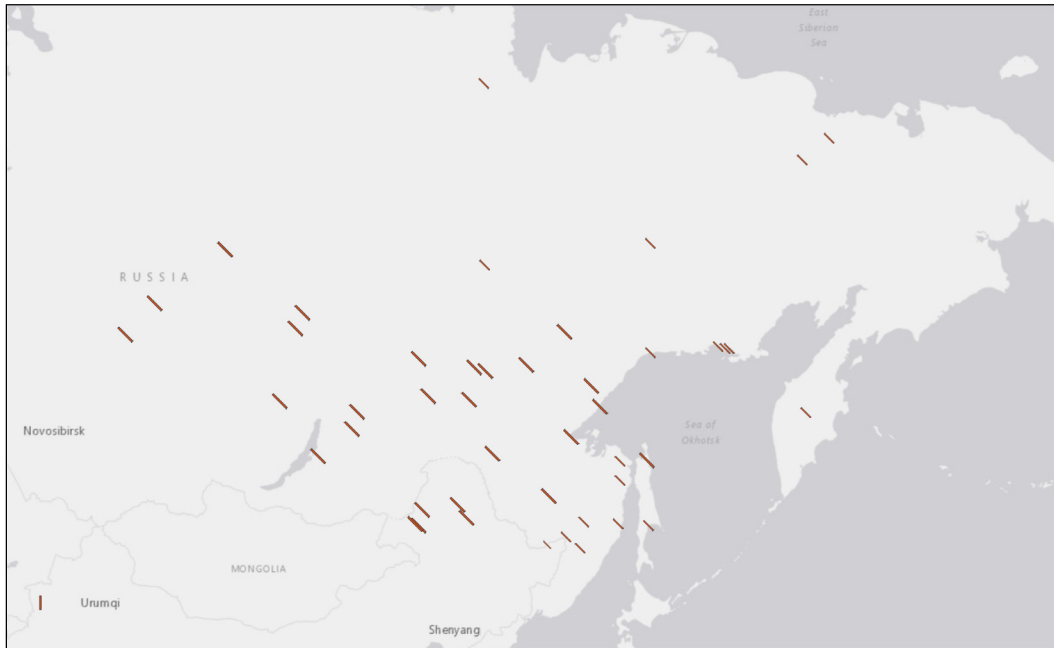 East
Siberian
Sea
RUSSIA
Sea of
Okhotsk
Novosibirsk
MONGOLIA
Urumqi
Shenyang